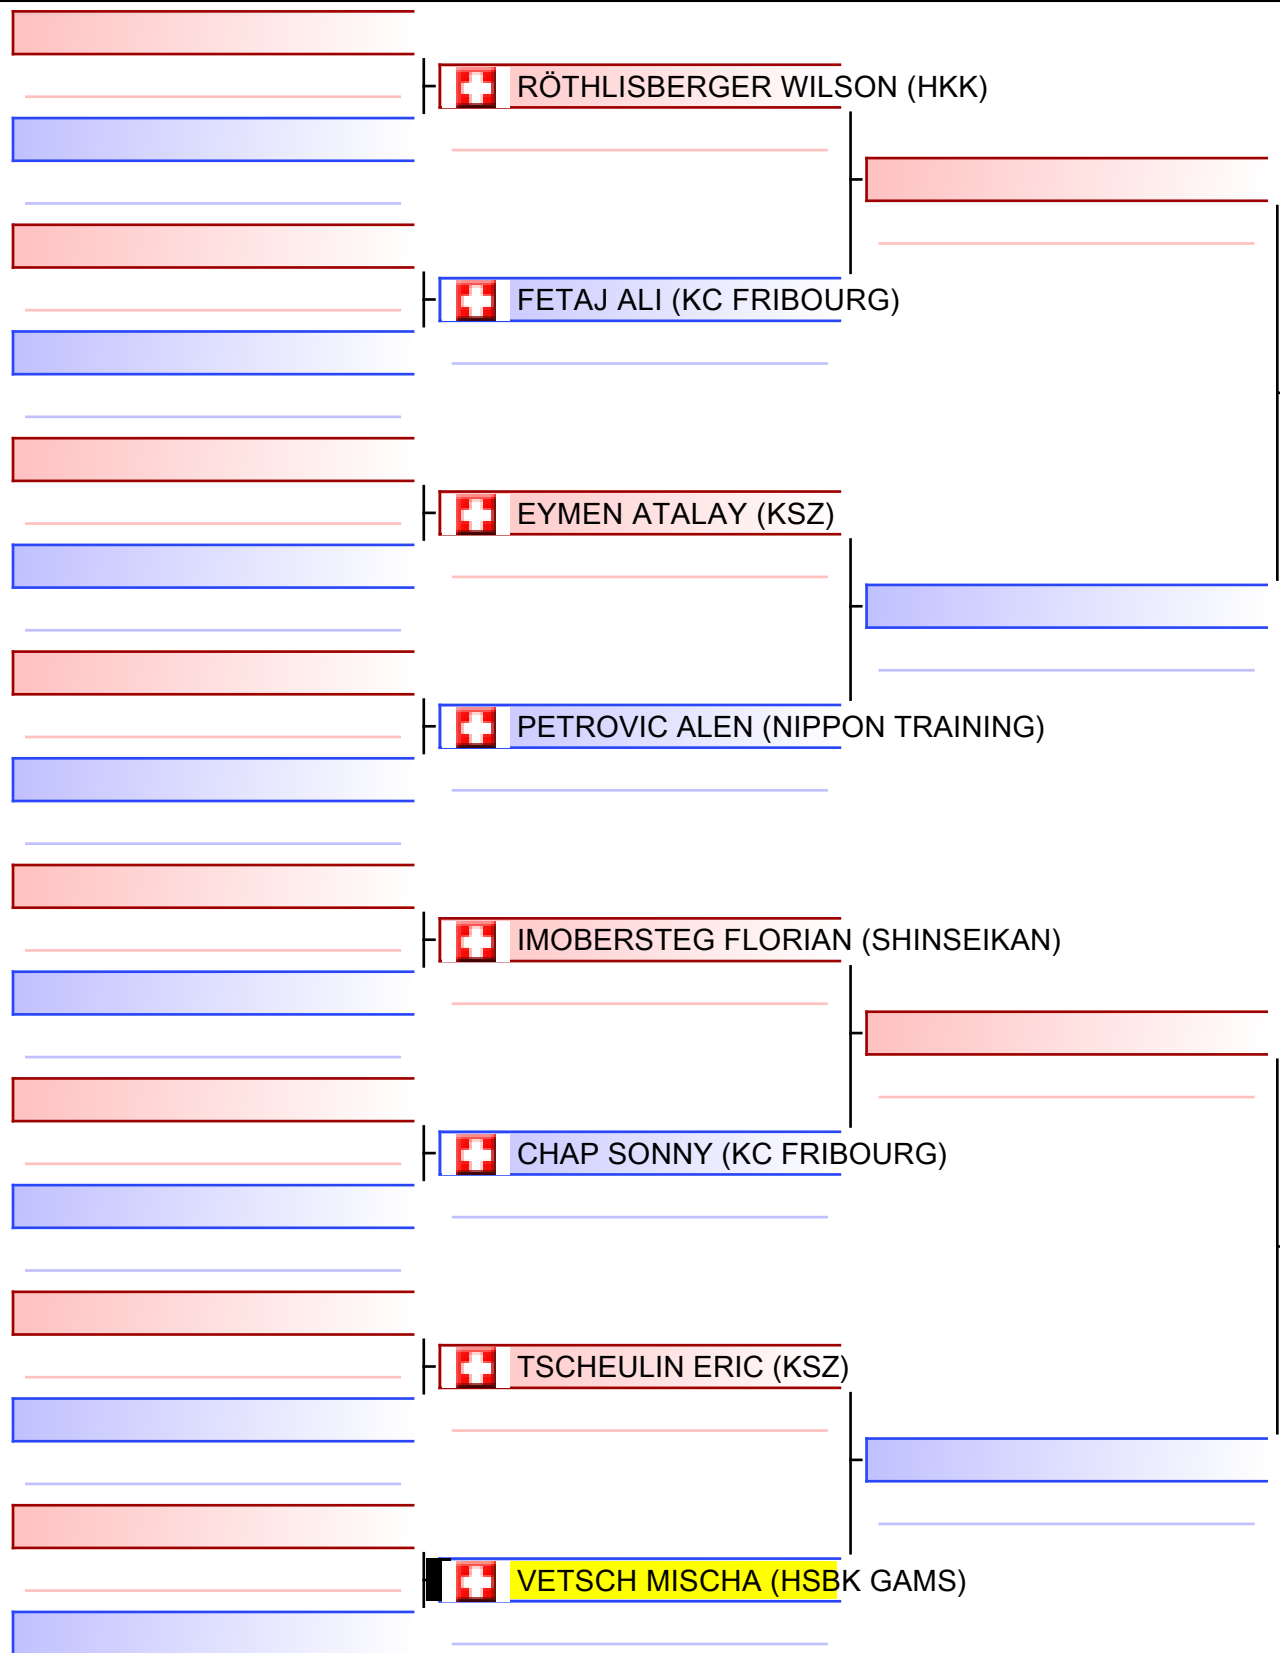 RÖTHLISBERGER WILSON (HKK)
FETAJ ALI (KC FRIBOURG)
EYMEN ATALAY (KSZ)
PETROVIC ALEN (NIPPON TRAINING)
IMOBERSTEG FLORIAN (SHINSEIKAN)
CHAP SONNY (KC FRIBOURG)
TSCHEULIN ERIC (KSZ)
VETSCH MISCHA (HSBK GAMS)